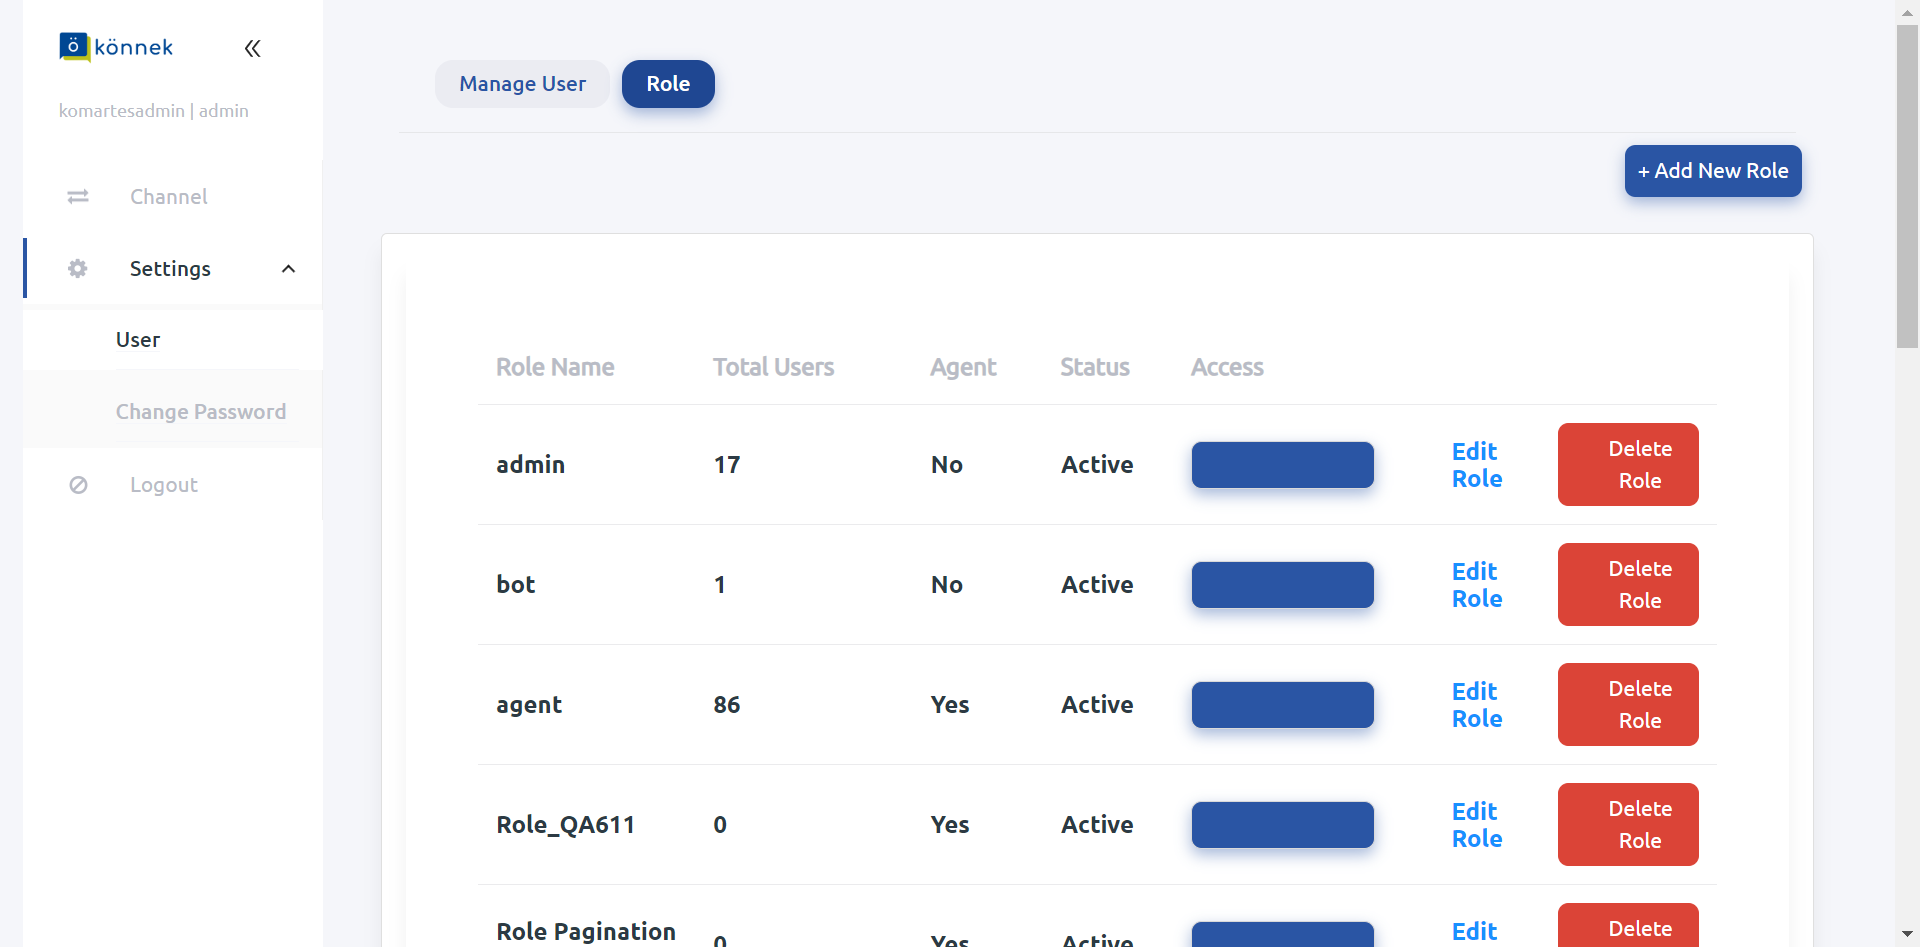 könnek
komartesadmin | admin
Channel
Settings
User
Change Password
Logout
Manage User
Role
+ Add New Role
Role Name Total Users Agent Status Access
admin 17 No Active Edit Role Delete Role
bot 1 No Active Edit Role Delete Role
agent 86 Yes Active Edit Role Delete Role
Role_QA611 0 Yes Active Edit Role Delete Role
Role Pagination 0 Yes Active Edit Delete